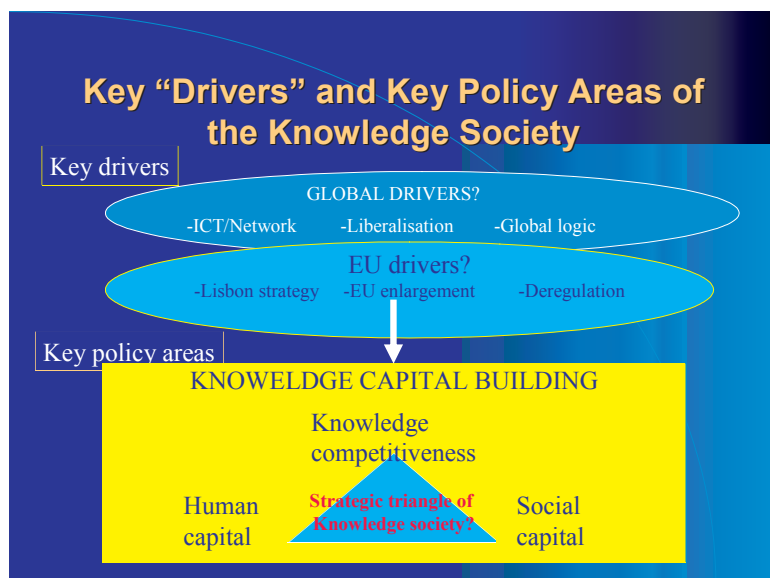 Key “Drivers” and Key Policy Areas of
the Knowledge Society
Key drivers
GLOBAL DRIVERS?
-ICT/Network -Liberalisation -Global logic
EU drivers?
-Lisbon strategy -EU enlargement -Deregulation
Key policy areas
KNOWELDGE CAPITAL BUILDING
Knowledge
competitiveness
Strategic triangle of
Knowledge society?
Human
capital
Social
capital